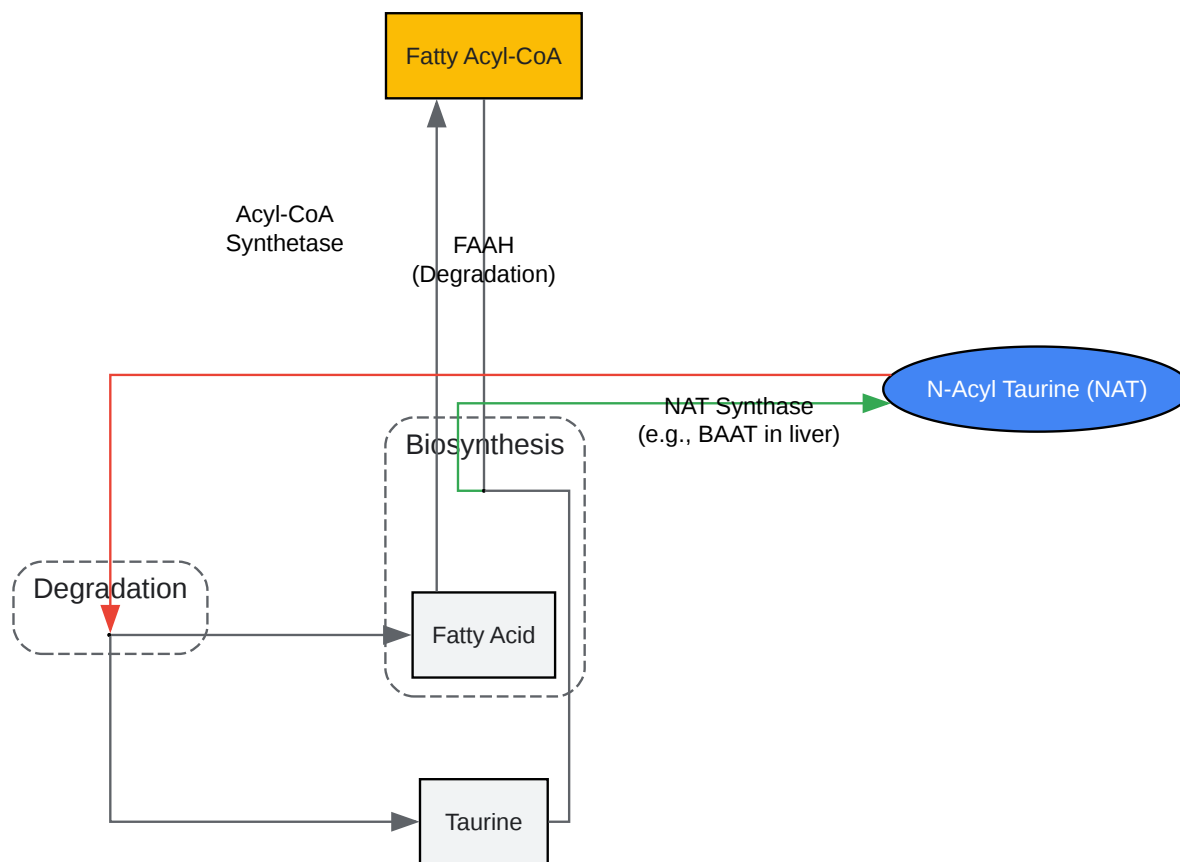 Fatty Acyl-CoA
Acyl-CoA
Synthetase
FAAH
(Degradation)
N-Acyl Taurine (NAT)
NAT Synthase
(e.g., BAAT in liver)
Biosynthesis
Degradation
Fatty Acid
Taurine